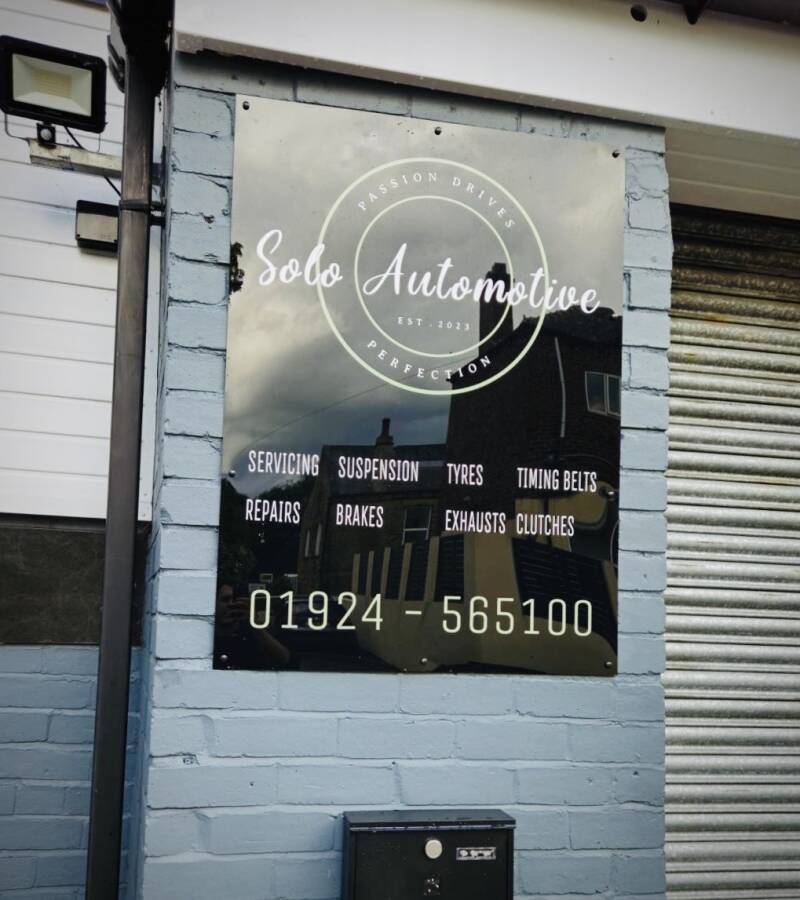 PASSION DRIVES
Solo Automotive
EST . 2023
PERFECTION
SERVICING SUSPENSION TYRES TIMING BELTS
REPAIRS BRAKES EXHAUSTS CLUTCHES
01924 - 565100